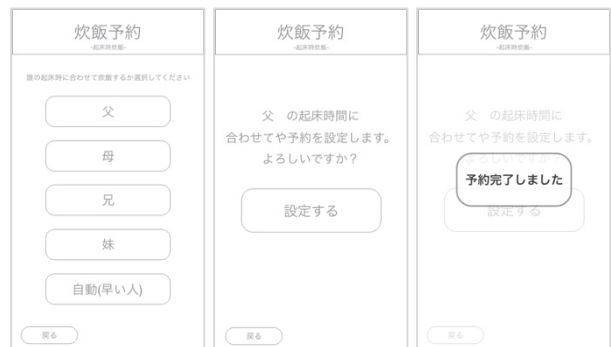 炊飯予約
-起床時炊飯-
誰の起床時に合わせて炊飯するか選択してください
父
母
兄
妹
自動(早い人)
戻る
炊飯予約
-起床時炊飯-
父 の起床時間に
合わせてや予約を設定します。
よろしいですか？
設定する
戻る
炊飯予約
-起床時炊飯-
父 の起床時間に
合わせてや予約を設定します。
よろしいですか？
予約完了しました
設定する
戻る